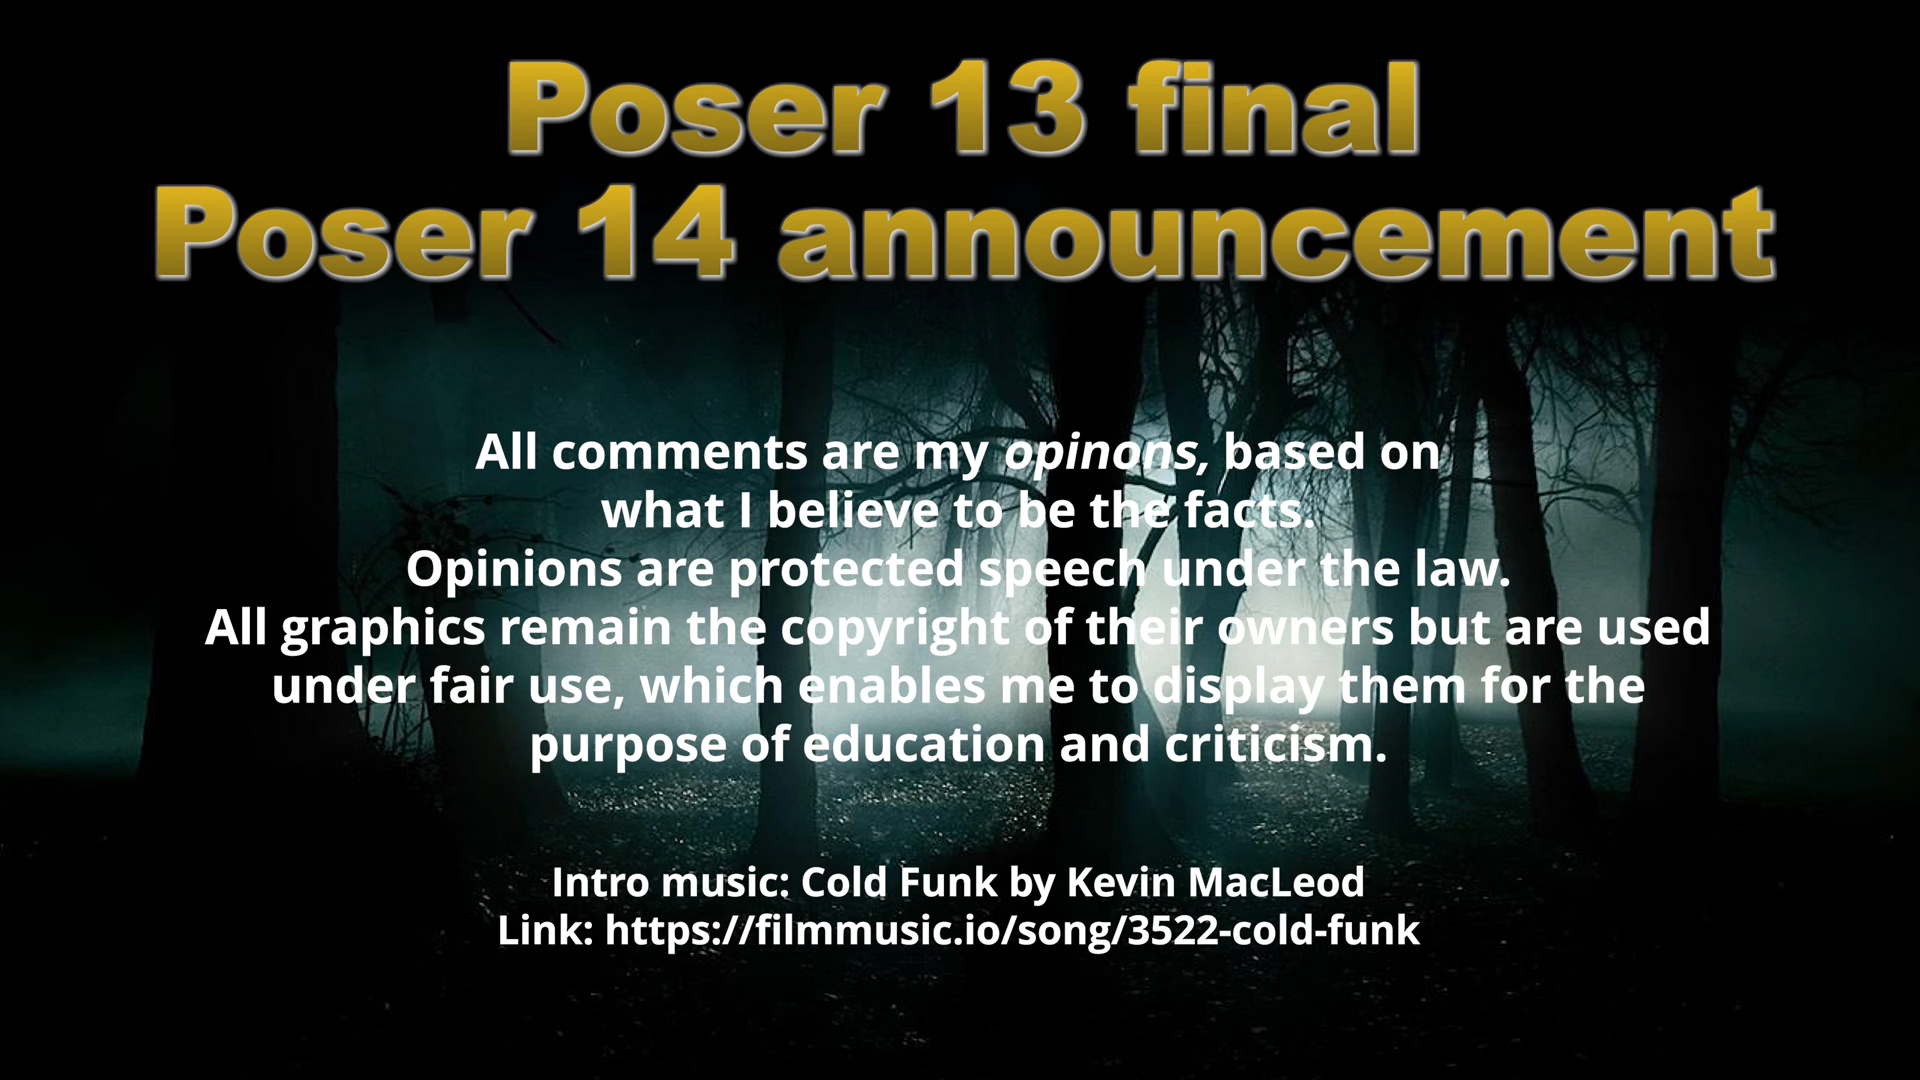 Poser 13 final
Poser 14 announcement
All comments are my opinons, based on
what I believe to be the facts.
Opinions are protected speech under the law.
All graphics remain the copyright of their owners but are used
under fair use, which enables me to display them for the
purpose of education and criticism.
Intro music: Cold Funk by Kevin MacLeod
Link: https://filmmusic.io/song/3522-cold-funk